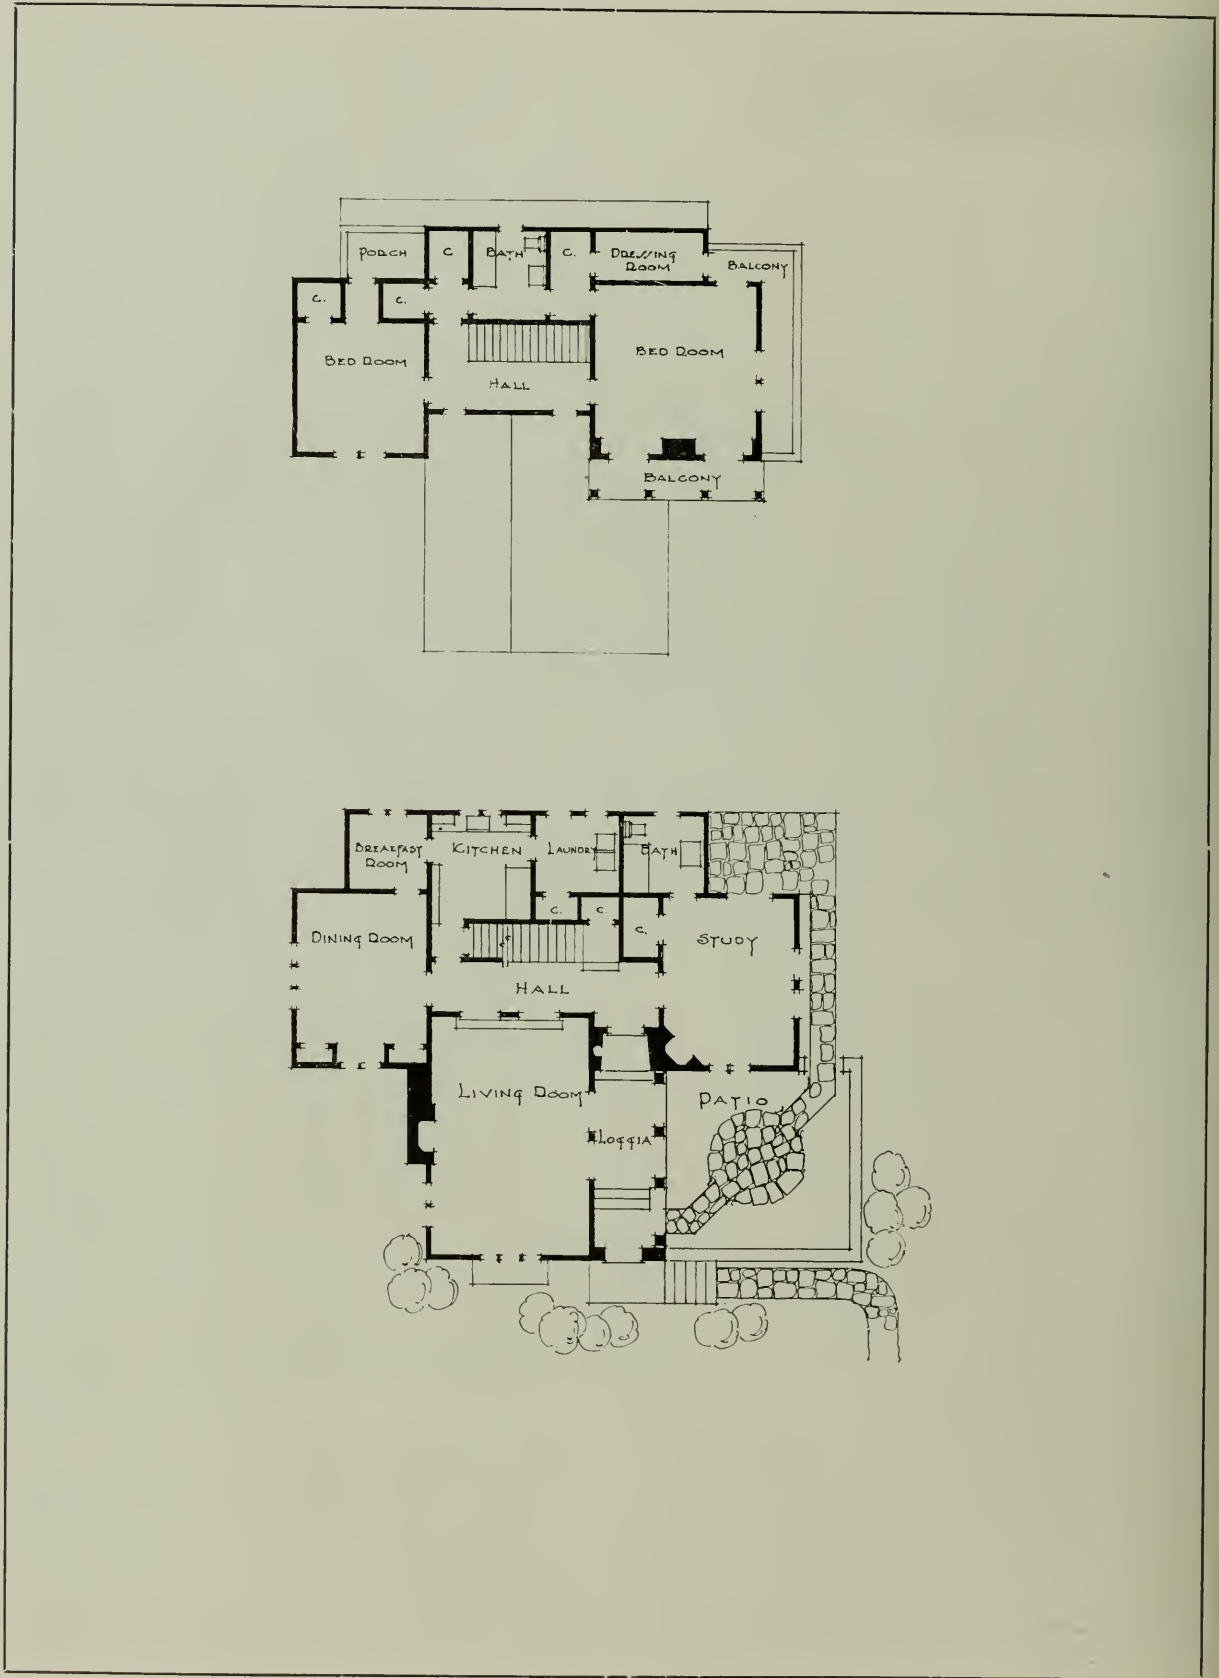 PORCH
C
BATH
C.
DRESSING
ROOM
BALCONY
C.
C.
BED ROOM
BED ROOM
HALL
BALCONY
BREAKFAST
ROOM
KITCHEN
LAUNDRY
BATH
C.
C.
C.
DINING ROOM
STUDY
HALL
LIVING ROOM
PATIO
LOGGIA